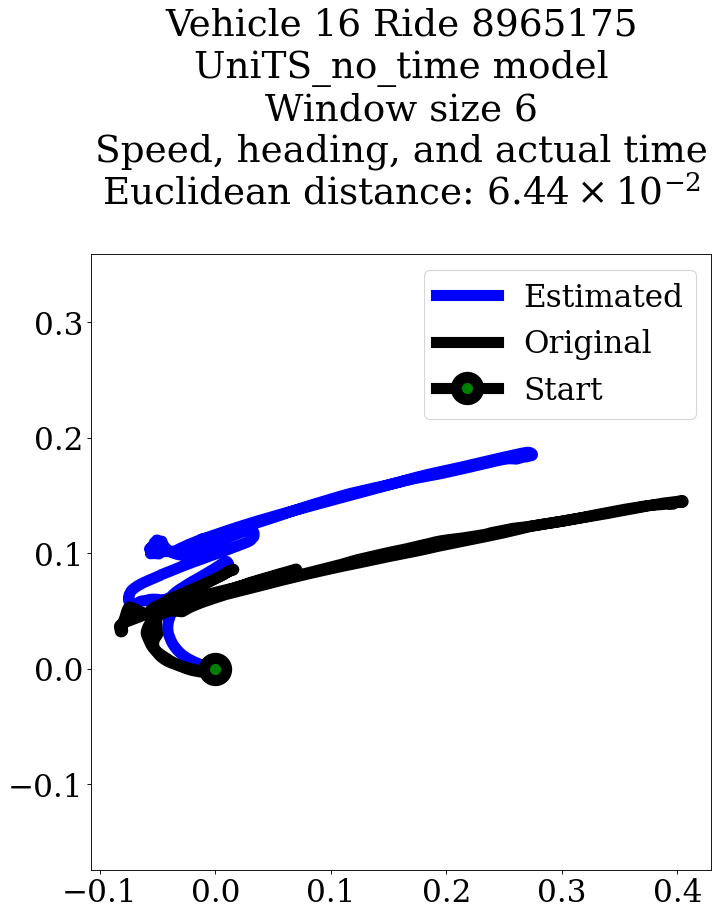 Vehicle 16 Ride 8965175
UniTS_no_time model
Window size 6
Speed, heading, and actual time
Euclidean distance: 6.44 × 10⁻²
Estimated
Original
Start
0.3
0.2
0.1
0.0
−0.1
−0.1 0.0 0.1 0.2 0.3 0.4